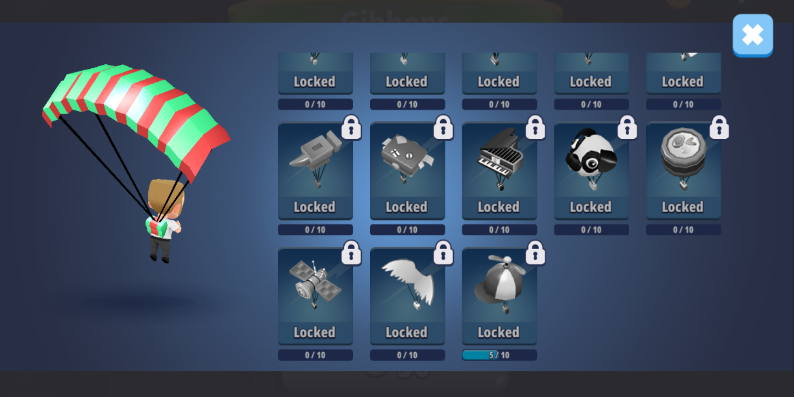 Gibbons
Locked Locked Locked Locked Locked
0 / 10 0 / 10 0 / 10 0 / 10 0 / 10
Locked Locked Locked Locked Locked
0 / 10 0 / 10 0 / 10 0 / 10 0 / 10
Locked Locked Locked
0 / 10 0 / 10 5 / 10